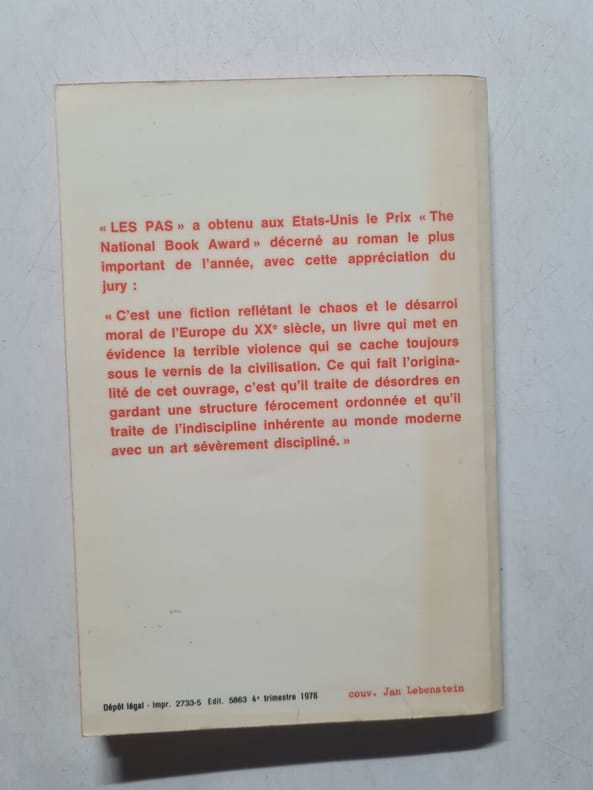 « LES PAS » a obtenu aux Etats-Unis le Prix « The
National Book Award » décerné au roman le plus
important de l'année, avec cette appréciation du
jury :
« C'est une fiction reflétant le chaos et le désarroi
moral de l'Europe du XXe siècle, un livre qui met en
évidence la terrible violence qui se cache toujours
sous le vernis de la civilisation. Ce qui fait l'origina-
lité de cet ouvrage, c'est qu'il traite de désordres en
gardant une structure férocement ordonnée et qu'il
traite de l'indiscipline inhérente au monde moderne
avec un art sévèrement discipliné. »
Dépôt légal - Impr. 2733-5 Edit. 5863 4e trimestre 1976
couv. Jan Lebenstein